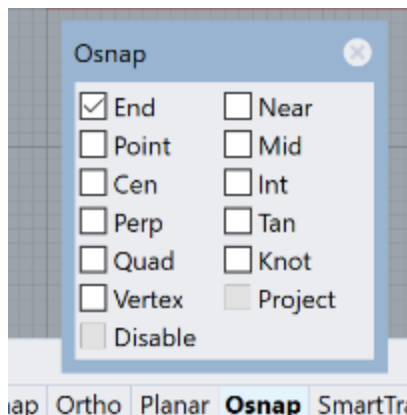 Osnap
End Near
Point Mid
Cen Int
Perp Tan
Quad Knot
Vertex Project
Disable
Ortho Planar Osnap